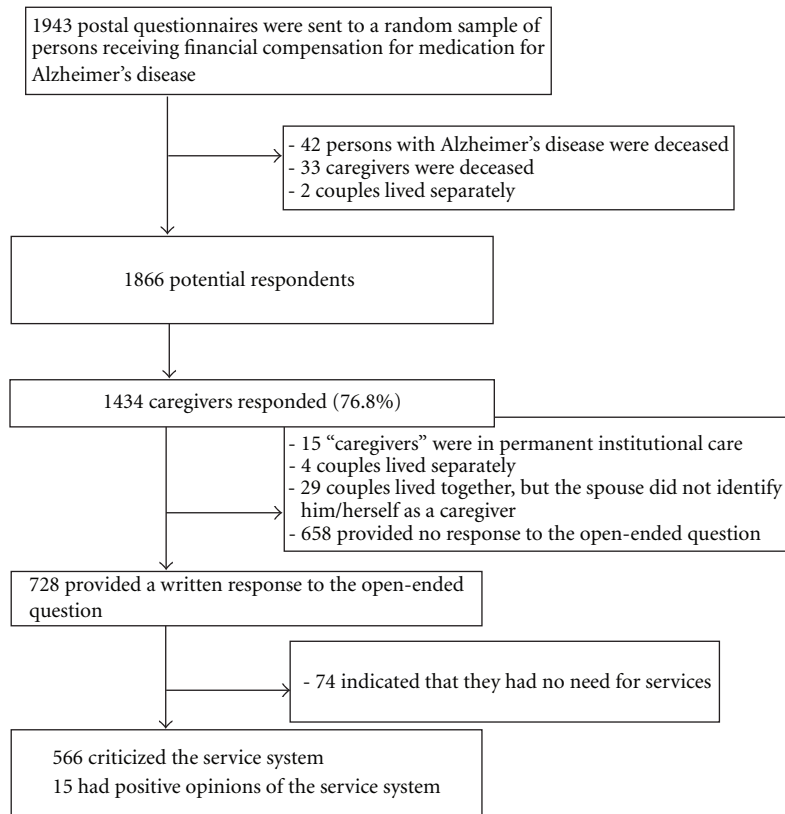 1943 postal questionnaires were sent to a random sample of
persons receiving financial compensation for medication for
Alzheimer's disease
- 42 persons with Alzheimer's disease were deceased
- 33 caregivers were deceased
- 2 couples lived separately
1866 potential respondents
1434 caregivers responded (76.8%)
- 15 “caregivers” were in permanent institutional care
- 4 couples lived separately
- 29 couples lived together, but the spouse did not identify
him/herself as a caregiver
- 658 provided no response to the open-ended question
728 provided a written response to the open-ended
question
- 74 indicated that they had no need for services
566 criticized the service system
15 had positive opinions of the service system